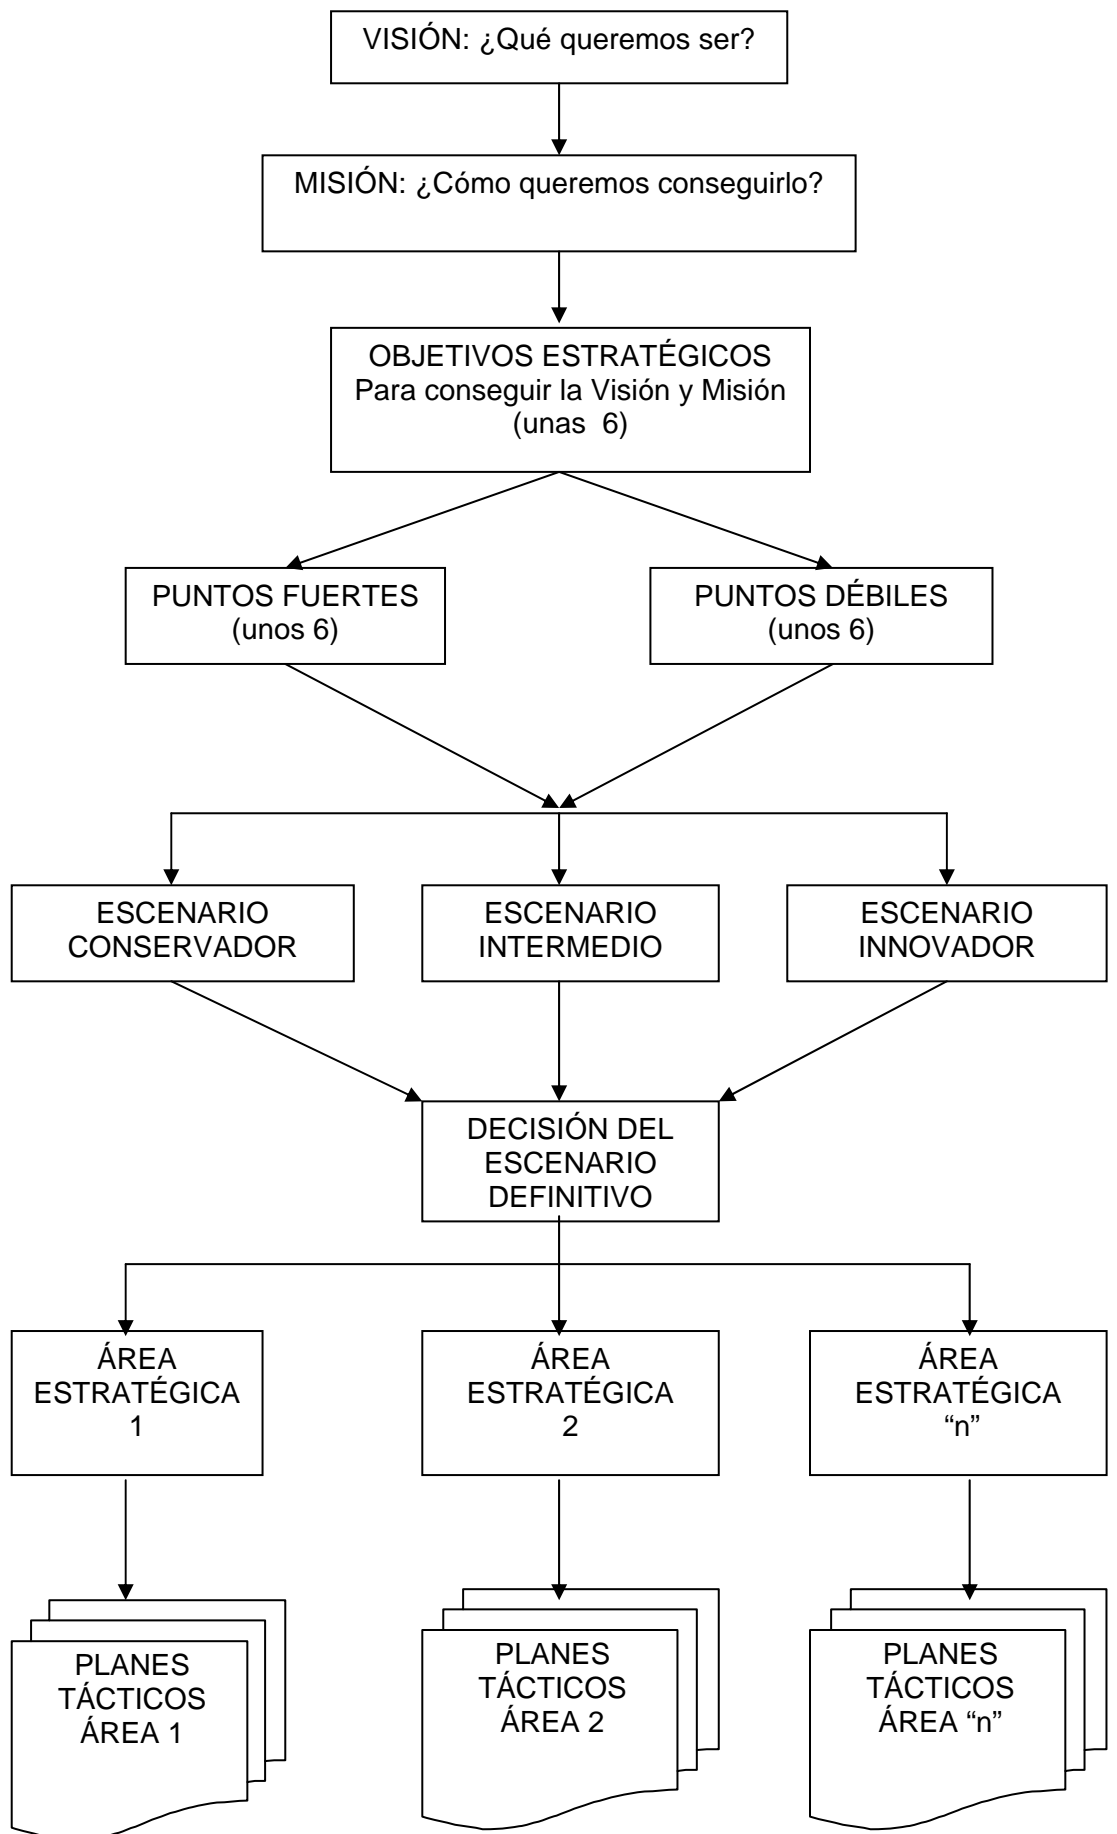 VISIÓN: ¿Qué queremos ser?
MISIÓN: ¿Cómo queremos conseguirlo?
OBJETIVOS ESTRATÉGICOS
Para conseguir la Visión y Misión
(unas 6)
PUNTOS FUERTES
(unos 6)
PUNTOS DÉBILES
(unos 6)
ESCENARIO
CONSERVADOR
ESCENARIO
INTERMEDIO
ESCENARIO
INNOVADOR
DECISIÓN DEL
ESCENARIO
DEFINITIVO
ÁREA
ESTRATÉGICA
1
ÁREA
ESTRATÉGICA
2
ÁREA
ESTRATÉGICA
“n”
PLANES
TÁCTICOS
ÁREA 1
PLANES
TÁCTICOS
ÁREA 2
PLANES
TÁCTICOS
ÁREA “n”